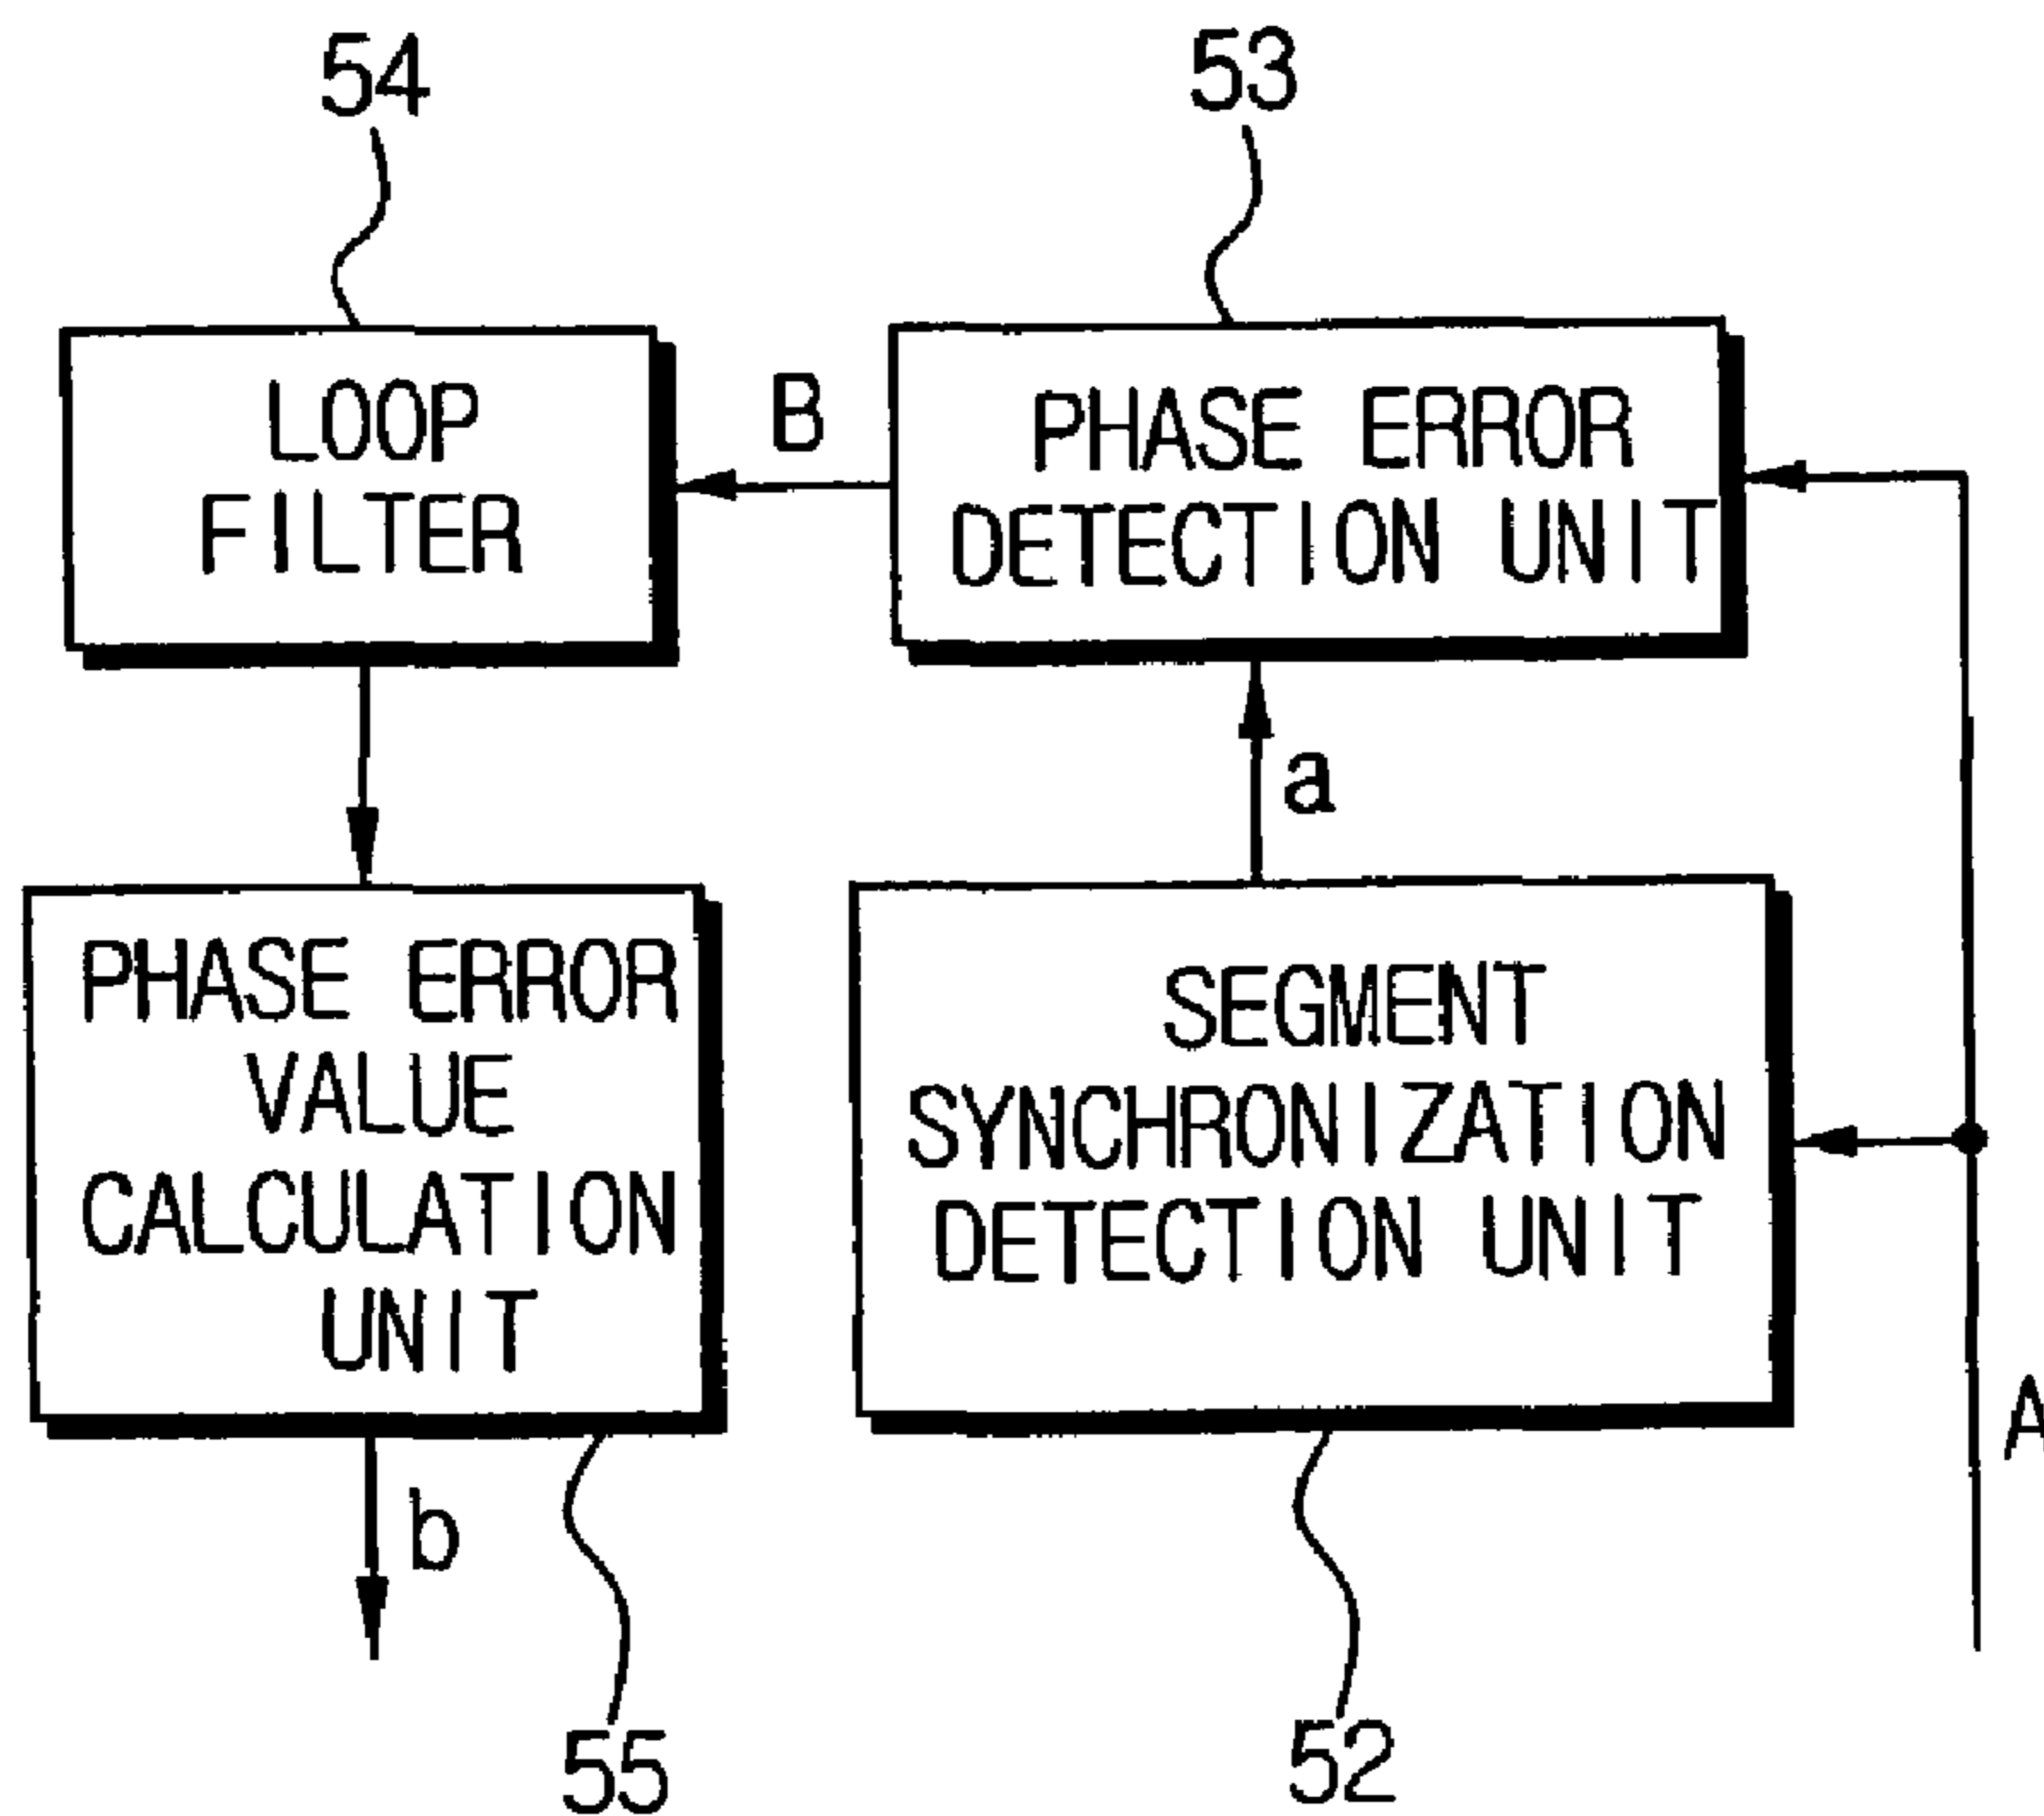 54
53
LOOP
FILTER
B
PHASE ERROR
DETECTION UNIT
a
PHASE ERROR
VALUE
CALCULATION
UNIT
SEGMENT
SYNCHRONIZATION
DETECTION UNIT
A
b
55
52